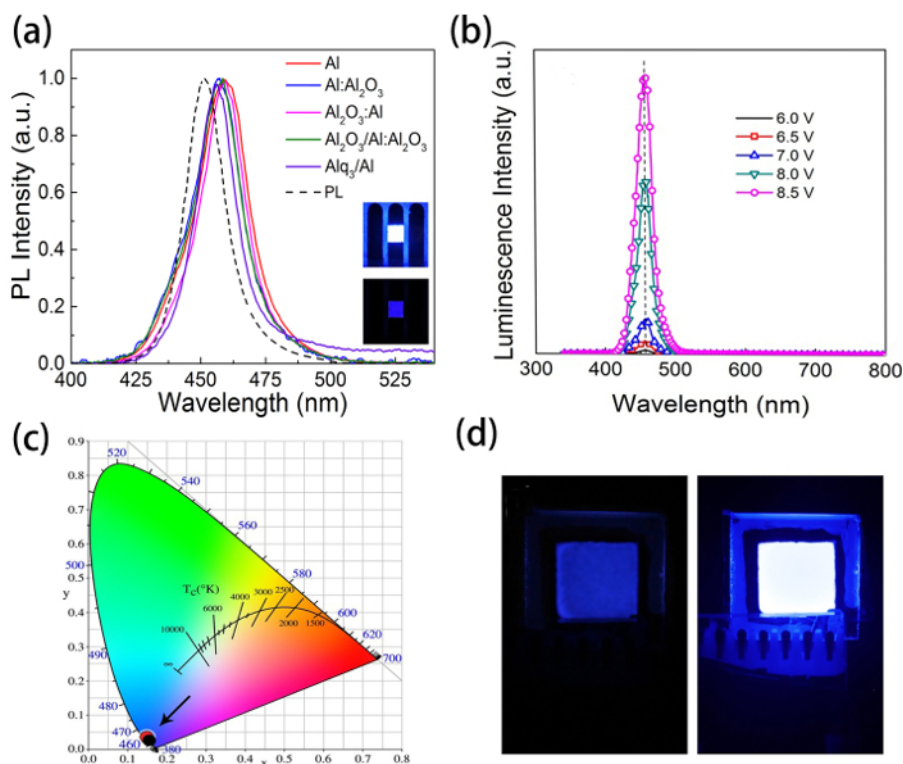 (a)
PL Intensity (a.u.)
1.0
0.8
0.6
0.4
0.2
0.0
400 425 450 475 500 525
Wavelength (nm)
Al
Al:Al₂O₃
Al₂O₃:Al
Al₂O₃/Al:Al₂O₃
Alq₃/Al
PL
(b)
Luminescence Intensity (a.u.)
300 400 500 600 700 800
Wavelength (nm)
6.0 V
6.5 V
7.0 V
8.0 V
8.5 V
(c)
y
0.9
0.8
0.7
0.6
0.5
0.4
0.3
0.2
0.1
0.0
0.0 0.1 0.2 0.3 0.4 0.5 0.6 0.7 0.8
x
520
540
560
500
580
600
620
700
490
480
470
460
380
T_C(°K)
∞
10000
6000
4000
3000
2500
2000
1500
(d)